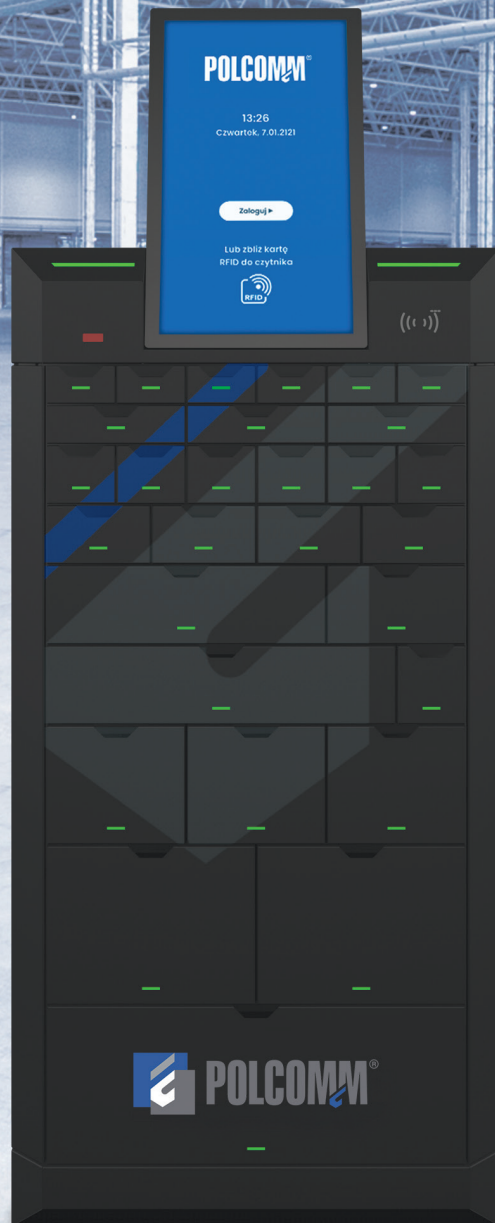 POLCOMM®
13:26
Czwartek, 7.01.2121
Zaloguj
Lub zbliż kartę
RFID do czytnika
RFID
POLCOMM®